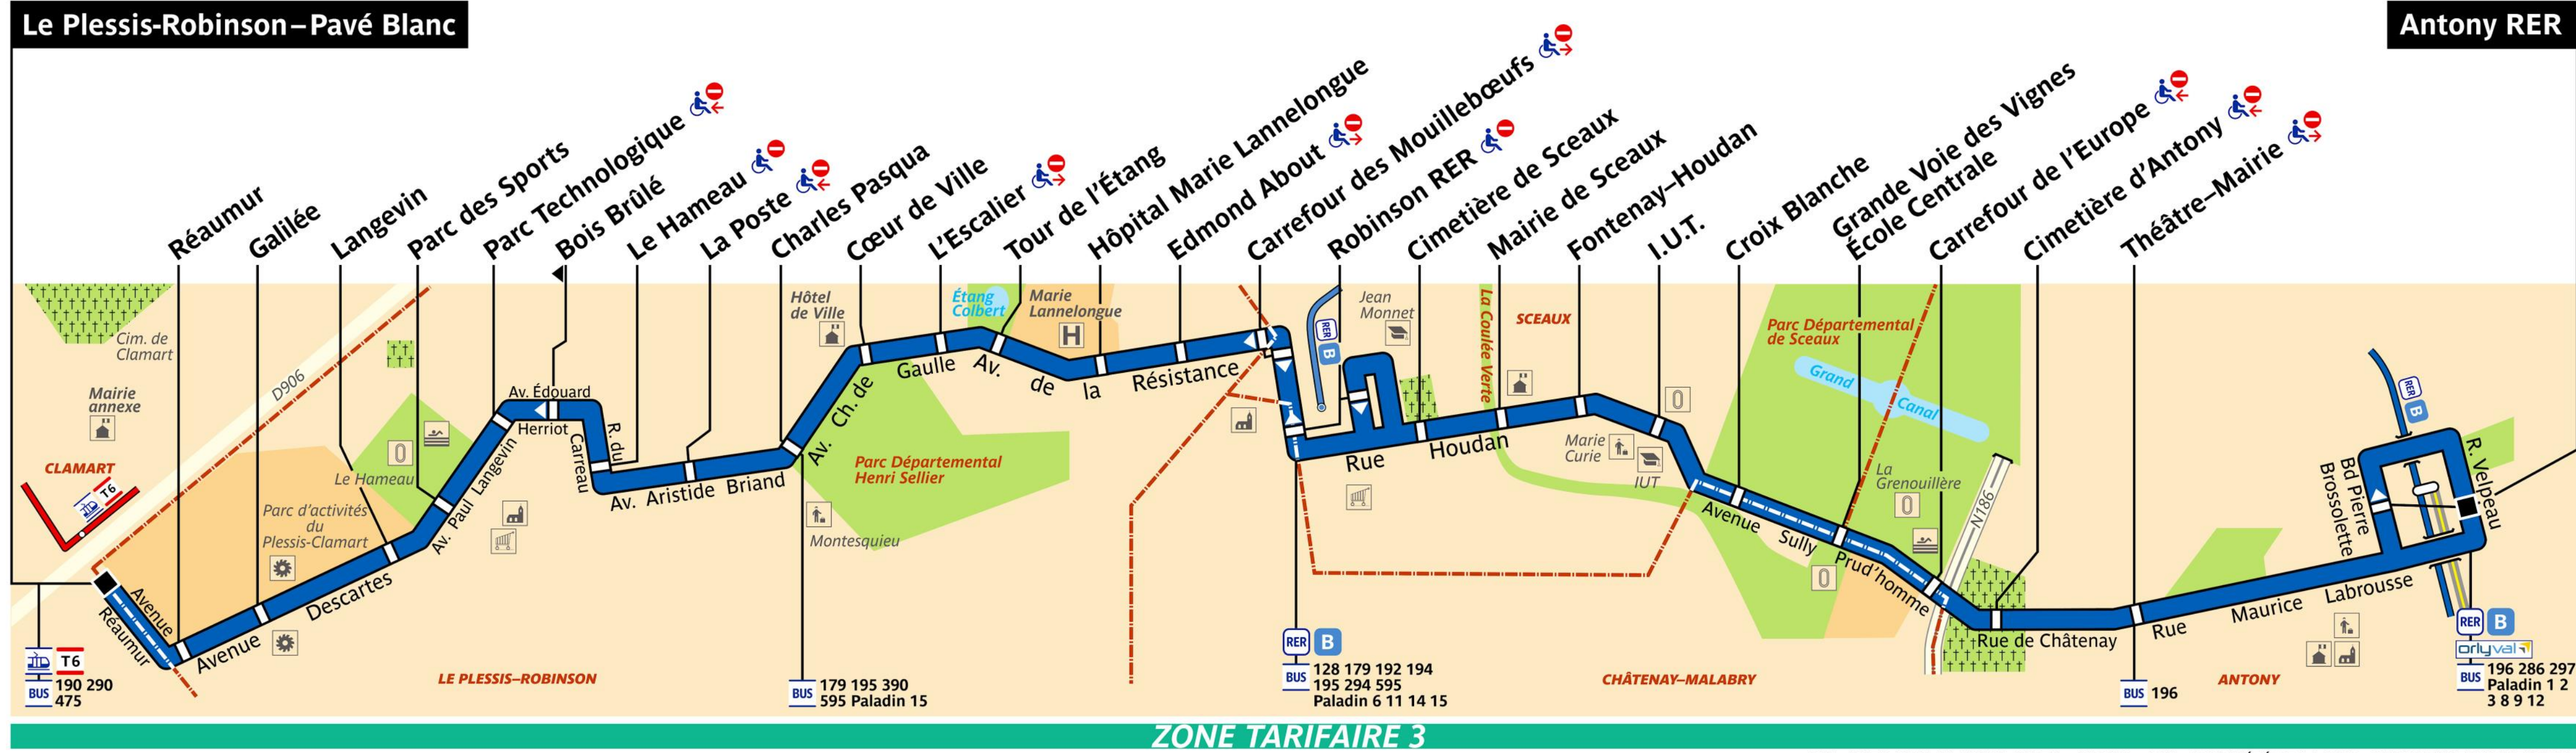 Le Plessis-Robinson–Pavé Blanc
Antony RER
Réaumur
Galilée
Langevin
Parc des Sports
Parc Technologique
Bois Brûlé
Le Hameau
La Poste
Charles Pasqua
Cœur de Ville
L'Escalier
Tour de l'Étang
Hôpital Marie Lannelongue
Edmond About
Carrefour des Mouillebœufs
Robinson RER
Cimetière de Sceaux
Mairie de Sceaux
Fontenay–Houdan
I.U.T.
Croix Blanche
Grande Voie des Vignes
École Centrale
Carrefour de l'Europe
Cimetière d'Antony
Théâtre–Mairie
Cim. de
Clamart
Mairie
annexe
CLAMART
T6
D906
Le Hameau
Parc d'activités
du
Plessis-Clamart
Avenue
Réaumur
Avenue
Descartes
Av. Paul Langevin
Av. Édouard
Herriot
R. du
Carreau
Av. Aristide Briand
Hôtel
de Ville
Av. Ch. de
Gaulle
Étang
Colbert
Marie
Lannelongue
H
Av. de la Résistance
Parc Départemental
Henri Sellier
Montesquieu
LE PLESSIS–ROBINSON
RER
B
Jean
Monnet
La Coulée Verte
SCEAUX
Rue Houdan
Marie
Curie
IUT
Parc Départemental
de Sceaux
Grand
Canal
La
Grenouillère
N186
Avenue Sully Prud'homme
CHÂTENAY–MALABRY
Rue de Châtenay
Rue Maurice Labrousse
Bd Pierre
Brossolette
R. Velpeau
RER
B
ANTONY
T6
BUS 190 290
475
BUS 179 195 390
595 Paladin 15
RER B
BUS 128 179 192 194
195 294 595
Paladin 6 11 14 15
BUS 196
RER B
orlyval
BUS 196 286 297
Paladin 1 2
3 8 9 12
ZONE TARIFAIRE 3